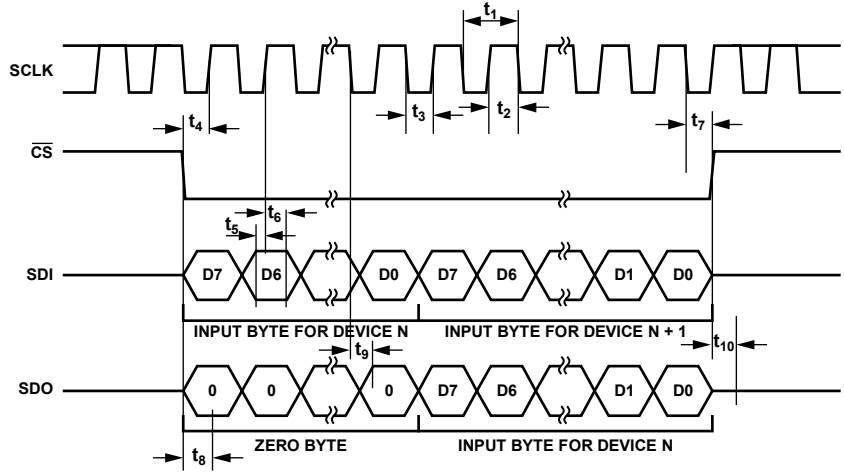 t1
SCLK
t4
t3
t2
t7
CS
t6
t5
SDI
D7 D6 D0 D7 D6 D1 D0
INPUT BYTE FOR DEVICE N
INPUT BYTE FOR DEVICE N + 1
t9
t10
SDO
0 0 0 D7 D6 D1 D0
ZERO BYTE
INPUT BYTE FOR DEVICE N
t8